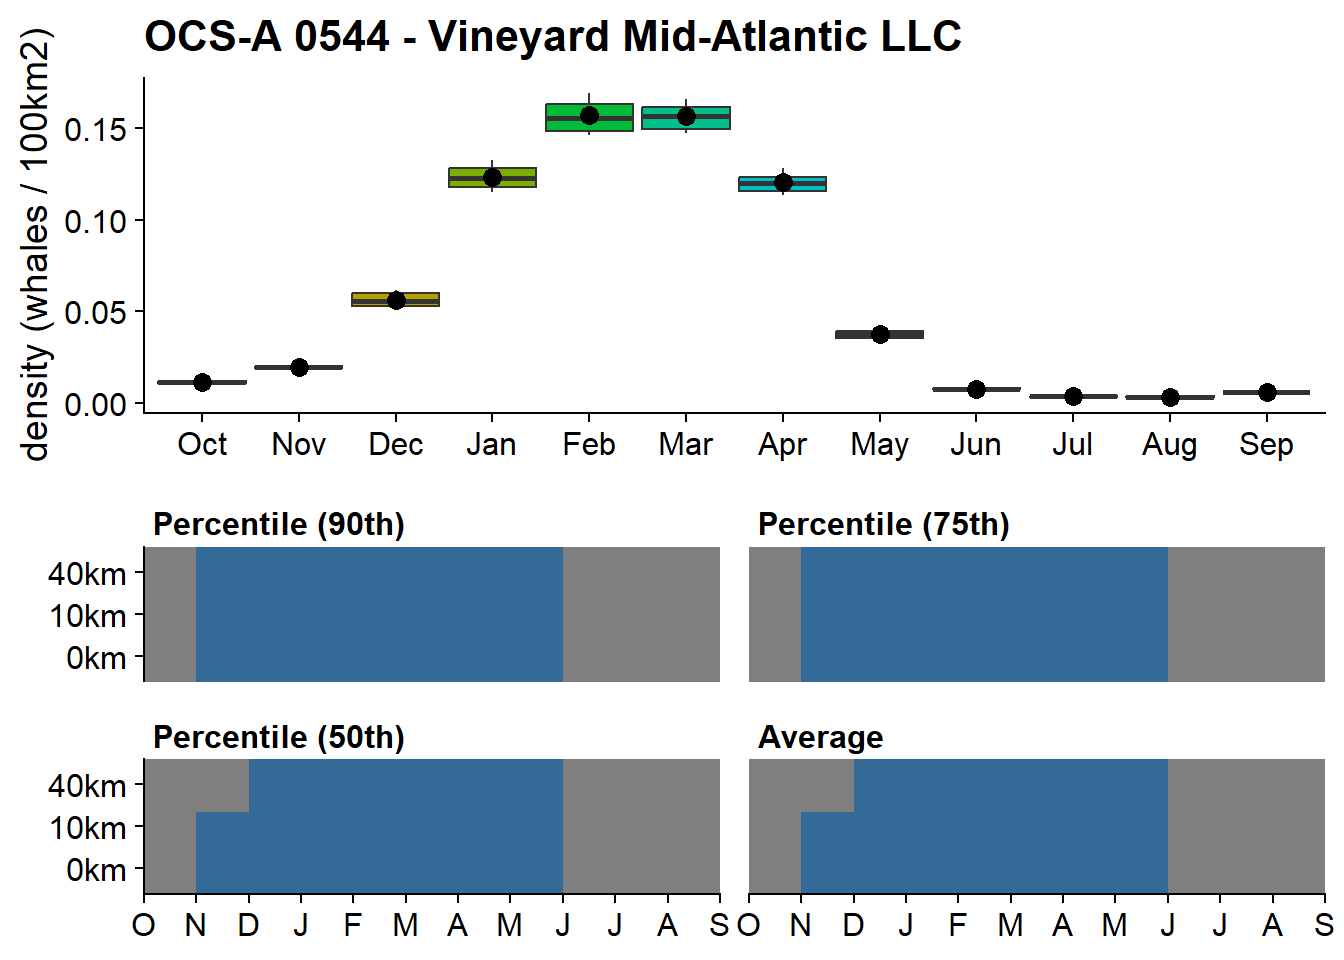 OCS-A 0544 - Vineyard Mid-Atlantic LLC
density (whales / 100km2)
0.15
0.10
0.05
0.00
Oct Nov Dec Jan Feb Mar Apr May Jun Jul Aug Sep
Percentile (90th) Percentile (75th)
40km
10km
0km
Percentile (50th) Average
40km
10km
0km
O N D J F M A M J J A S O N D J F M A M J J A S